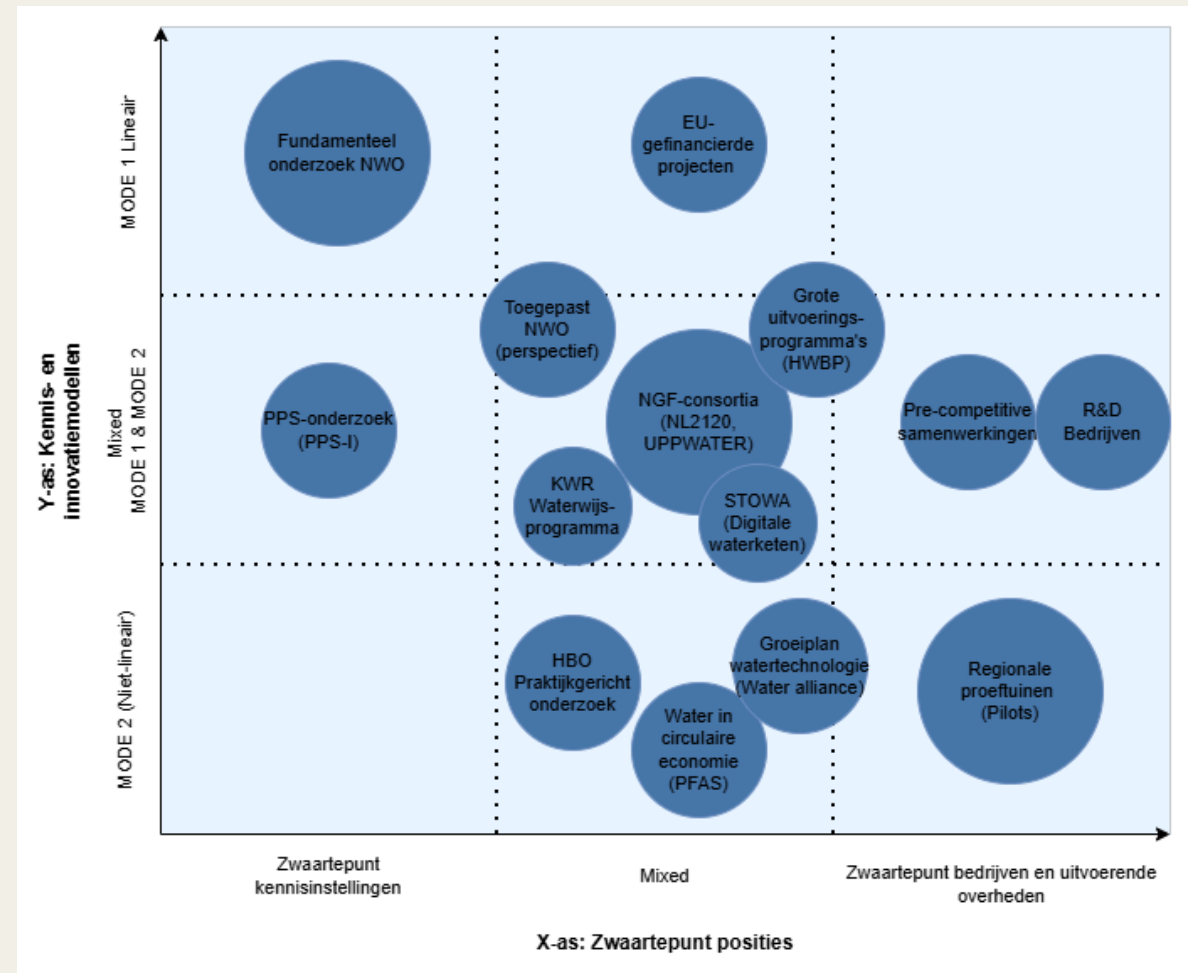 Y-as: Kennis- en
innovatiemodellen
MODE 1 Lineair
Mixed
MODE 1 & MODE 2
MODE 2 (Niet-lineair)
Fundamenteel
onderzoek NWO
EU-
gefinancierde
projecten
Toegepast
NWO
(perspectief)
Grote
uitvoerings-
programma's
(HWBP)
PPS-onderzoek
(PPS-I)
NGF-consortia
(NL2120,
UPPWATER)
Pre-competitive
samenwerkingen
R&D
Bedrijven
KWR
Waterwijs-
programma
STOWA
(Digitale
waterketen)
HBO
Praktijkgericht
onderzoek
Groeiplan
watertechnologie
(Water alliance)
Water in
circulaire
economie
(PFAS)
Regionale
proeftuinen
(Pilots)
Zwaartepunt
kennisinstellingen
Mixed
Zwaartepunt bedrijven en uitvoerende
overheden
X-as: Zwaartepunt posities